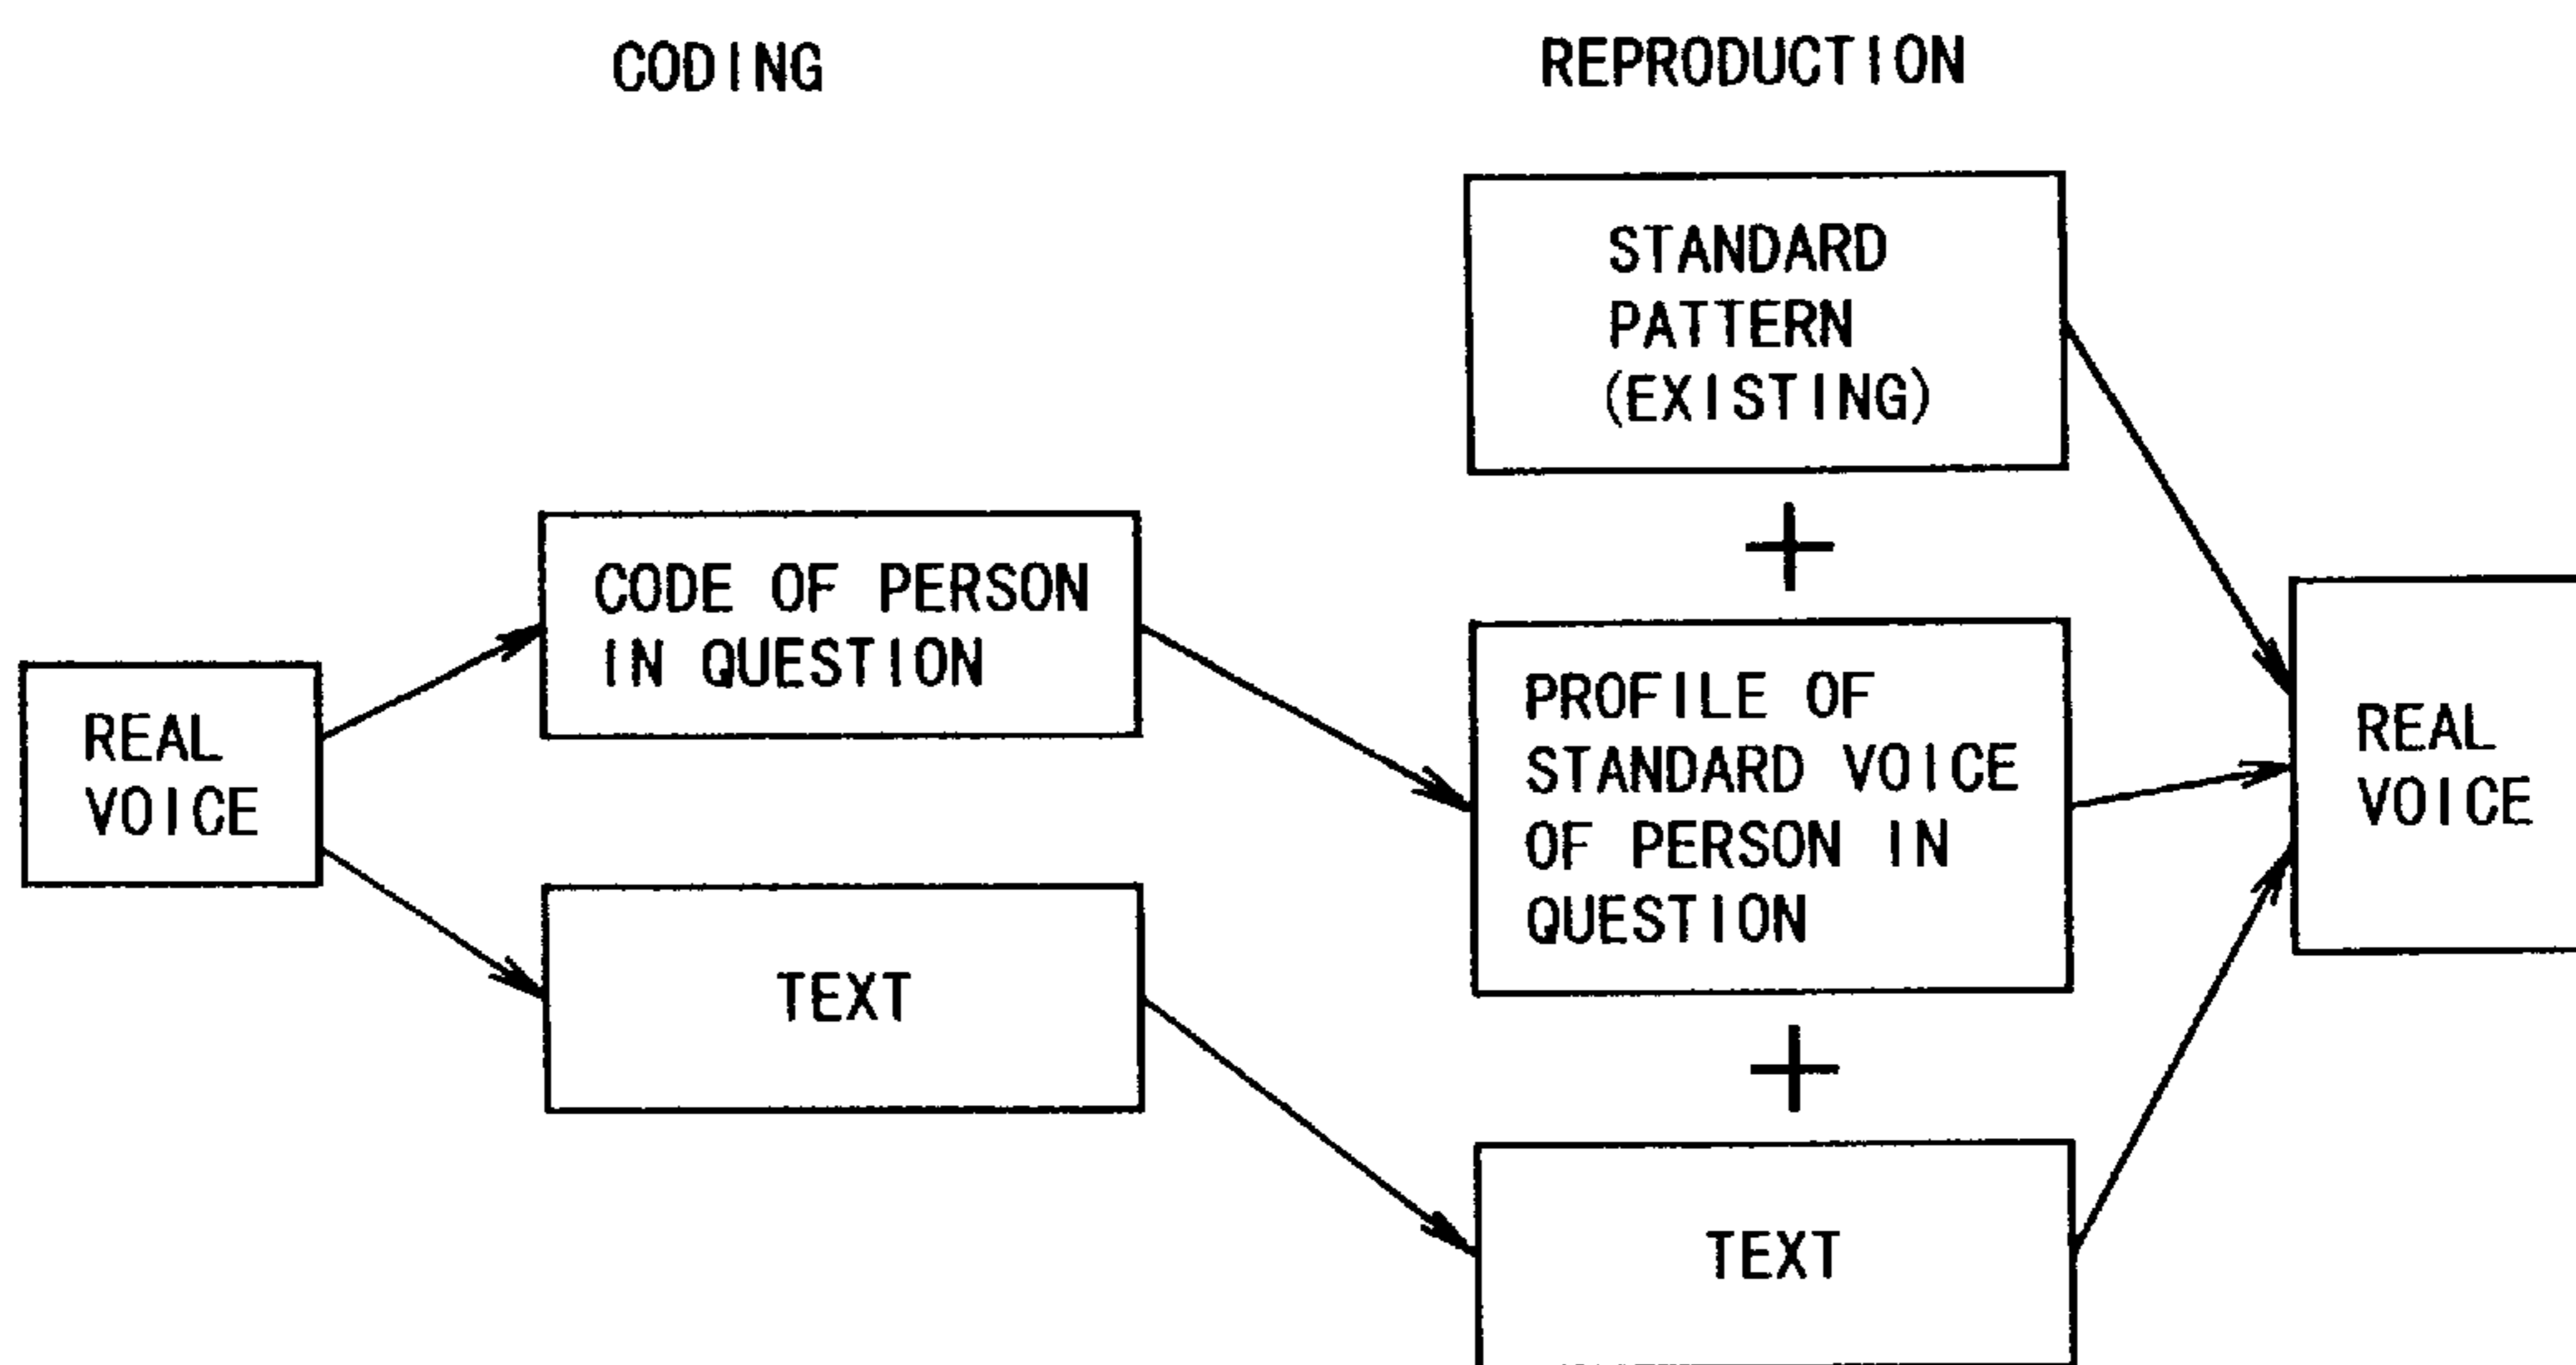 CODING
REPRODUCTION
STANDARD
PATTERN
(EXISTING)
+
CODE OF PERSON
IN QUESTION
REAL
VOICE
PROFILE OF
STANDARD VOICE
OF PERSON IN
QUESTION
REAL
VOICE
TEXT
+
TEXT